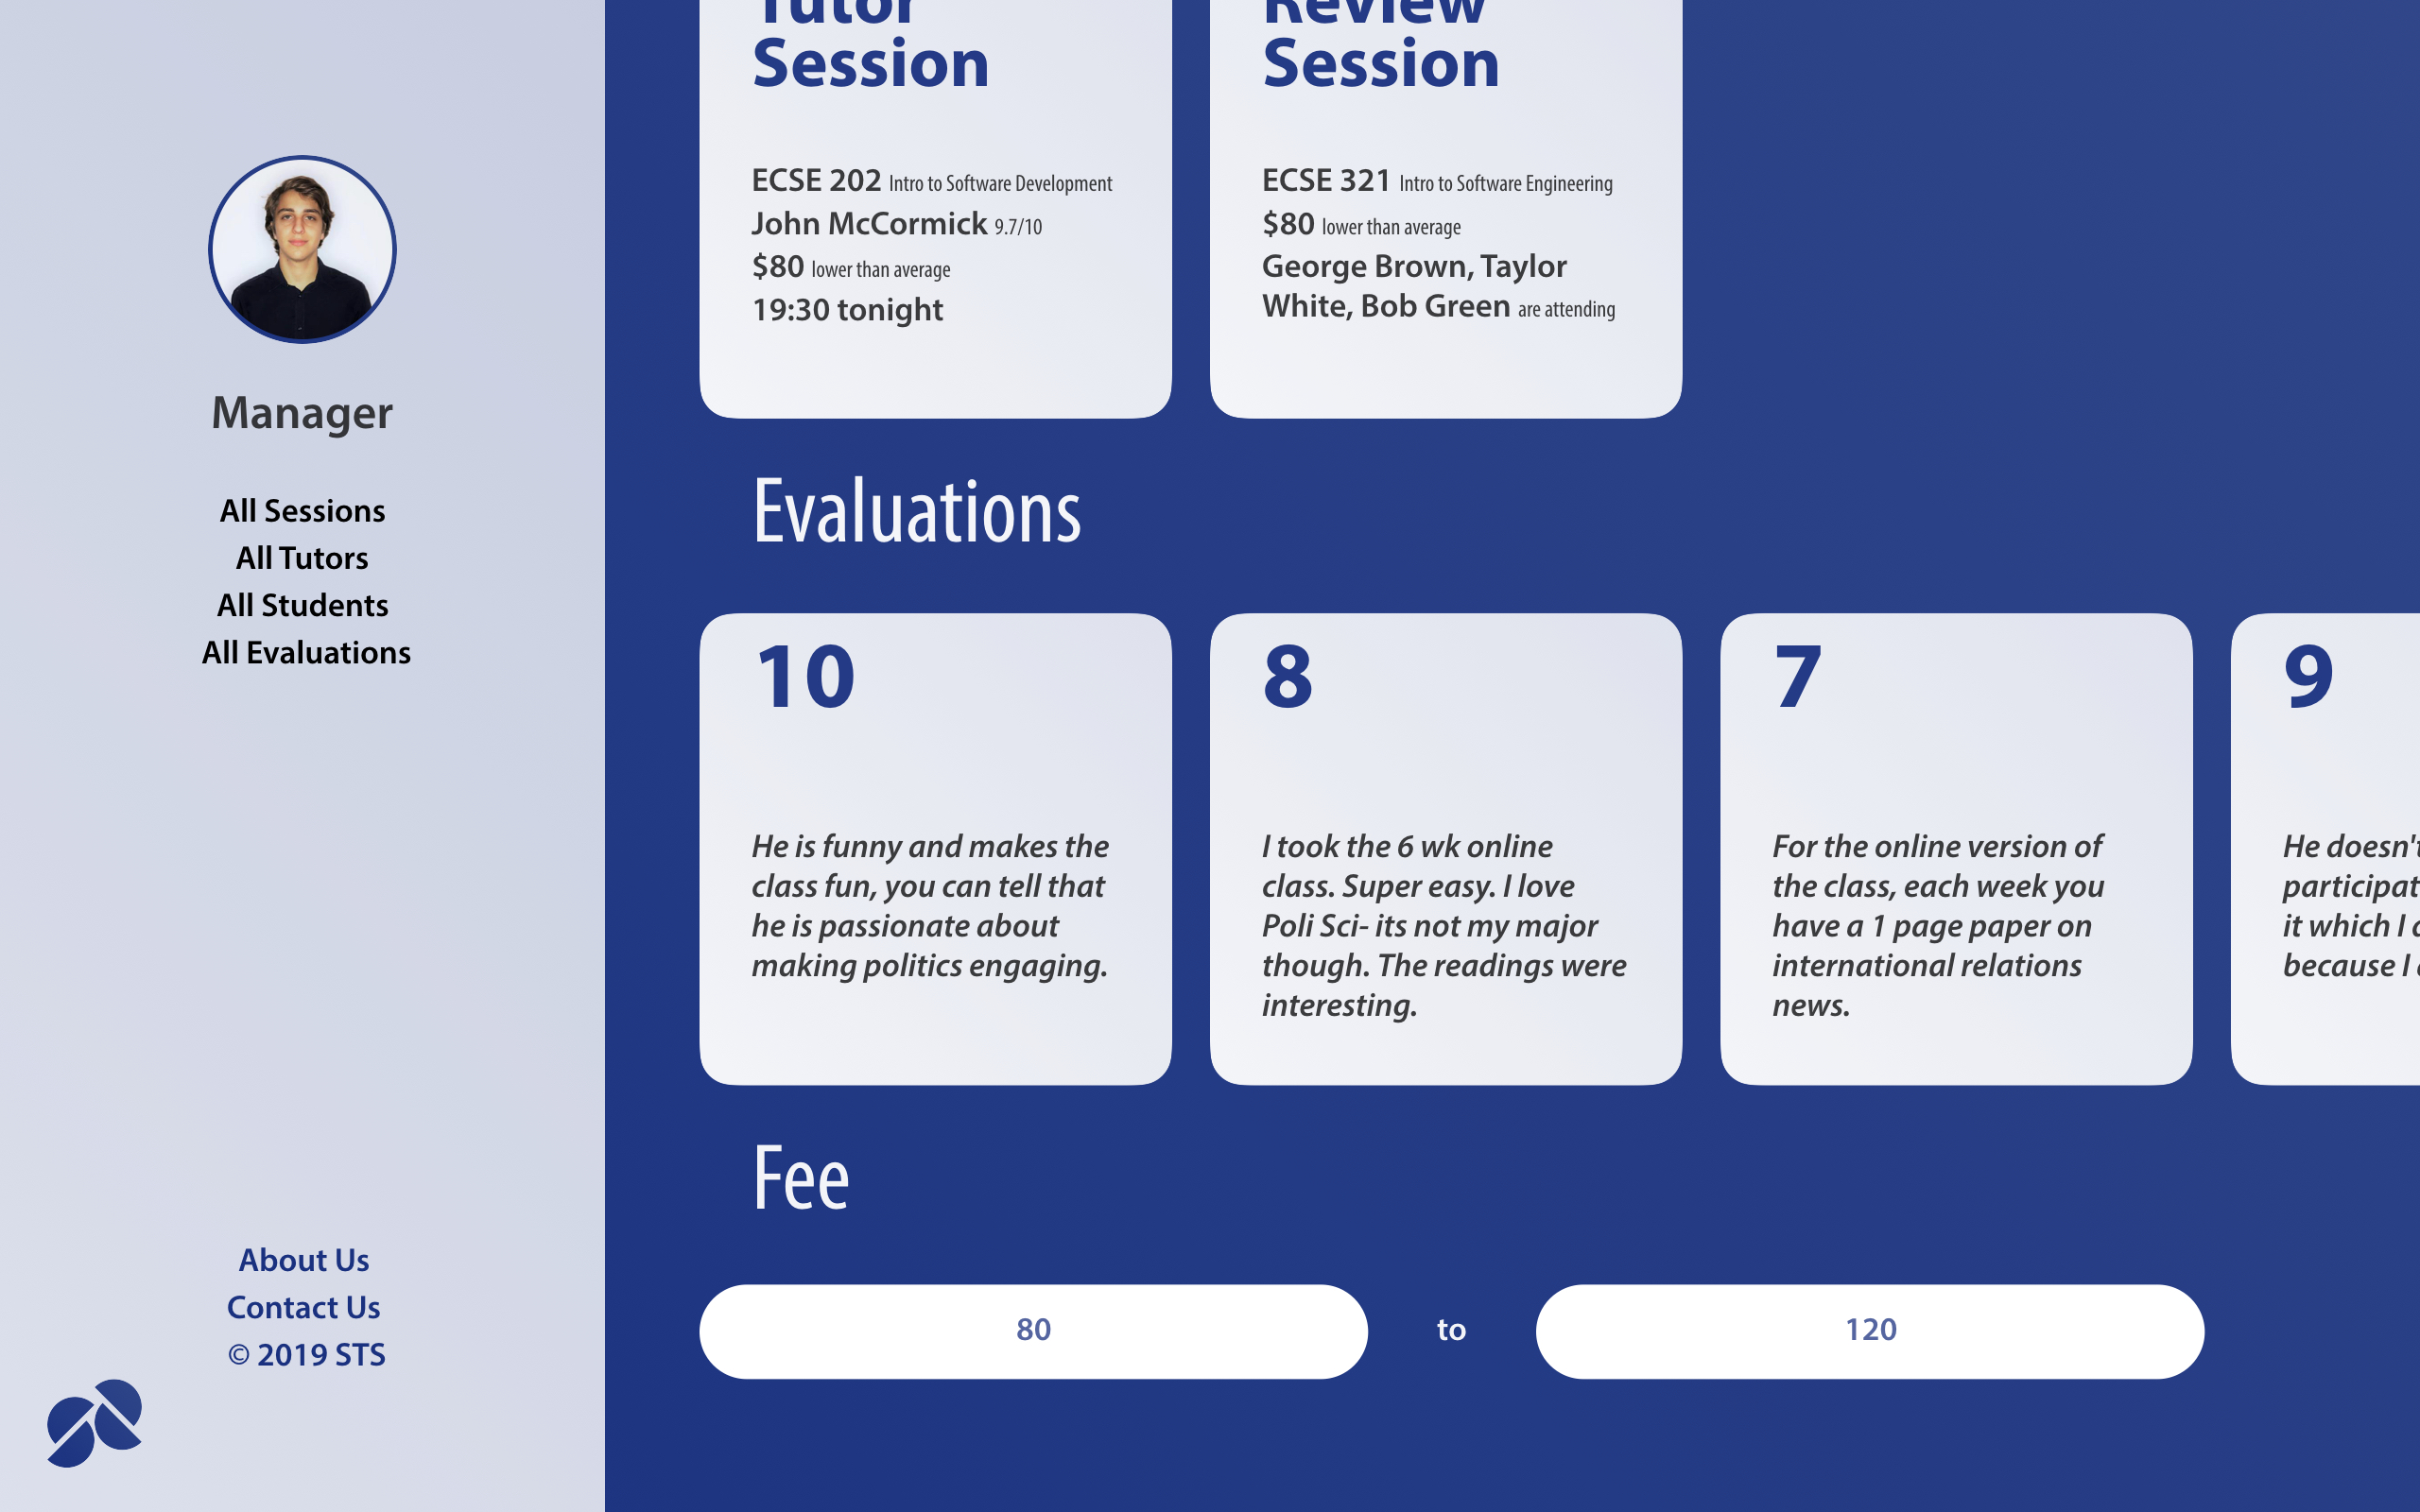 Manager
All Sessions
All Tutors
All Students
All Evaluations
About Us
Contact Us
© 2019 STS
Tutor
Session
ECSE 202 Intro to Software Development
John McCormick 9.7/10
$80 lower than average
19:30 tonight
Review
Session
ECSE 321 Intro to Software Engineering
$80 lower than average
George Brown, Taylor
White, Bob Green are attending
Evaluations
10
He is funny and makes the
class fun, you can tell that
he is passionate about
making politics engaging.
8
I took the 6 wk online
class. Super easy. I love
Poli Sci- its not my major
though. The readings were
interesting.
7
For the online version of
the class, each week you
have a 1 page paper on
international relations
news.
9
He doesn't
it which I
because I
Fee
80
to
120